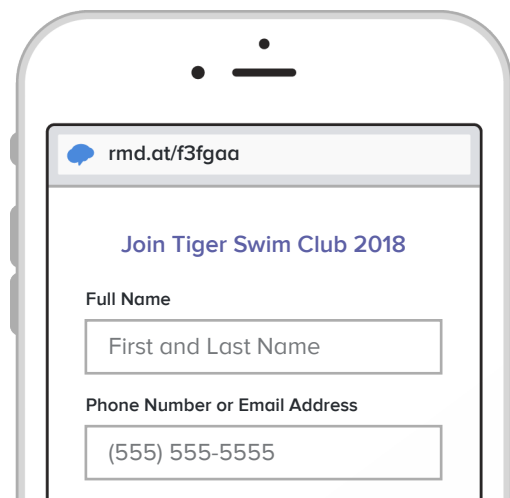 rmd.at/f3fgaa
Join Tiger Swim Club 2018
Full Name
First and Last Name
Phone Number or Email Address
(555) 555-5555